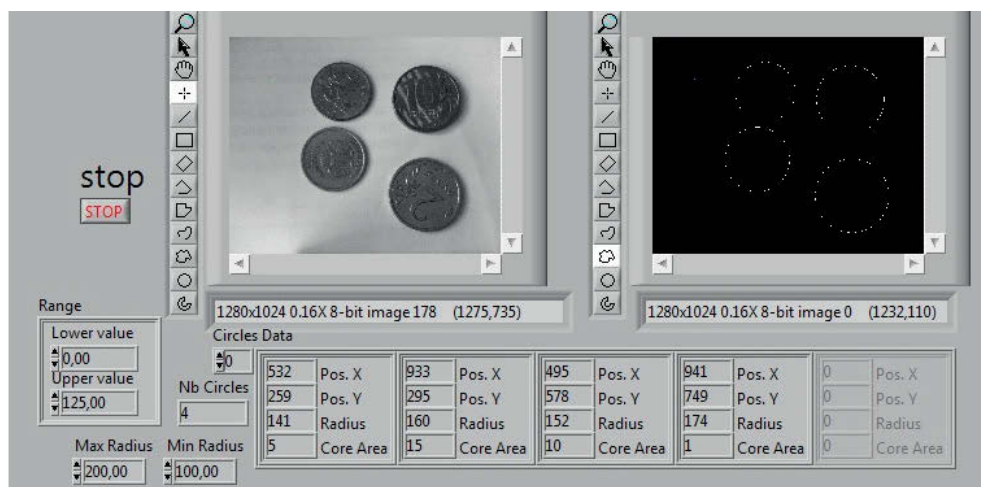 stop
STOP
1280x1024 0.16X 8-bit image 178 (1275,735)
1280x1024 0.16X 8-bit image 0 (1232,110)
Range
Lower value
0,00
Upper value
125,00
Max Radius
200,00
Min Radius
100,00
Circles Data
0
Nb Circles
4
532 Pos. X
259 Pos. Y
141 Radius
5 Core Area
933 Pos. X
295 Pos. Y
160 Radius
15 Core Area
495 Pos. X
578 Pos. Y
152 Radius
10 Core Area
941 Pos. X
749 Pos. Y
174 Radius
1 Core Area
0 Pos. X
0 Pos. Y
0 Radius
0 Core Area